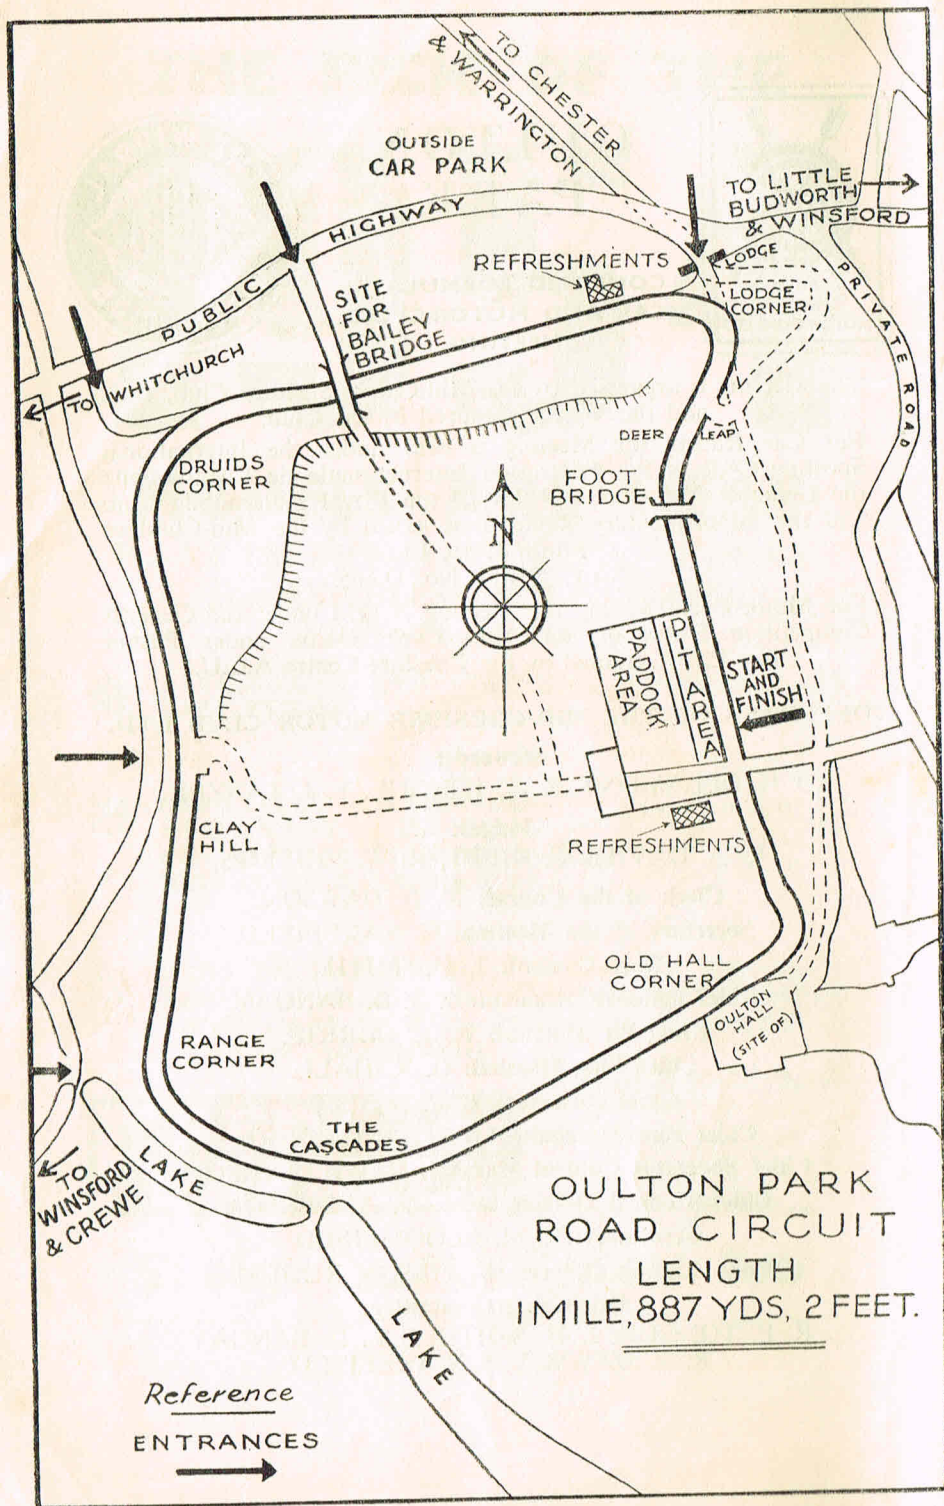 TO CHESTER
& WARRINGTON
OUTSIDE
CAR PARK
TO LITTLE
BUDWORTH
& WINSFORD
PUBLIC HIGHWAY
REFRESHMENTS
LODGE
LODGE
CORNER
PRIVATE ROAD
SITE
FOR
BAILEY
BRIDGE
TO WHITCHURCH
DRUIDS
CORNER
DEER LEAP
FOOT
BRIDGE
N
PADDOCK
AREA
PIT AREA
START
AND
FINISH
CLAY
HILL
REFRESHMENTS
OLD HALL
CORNER
OULTON
HALL
(SITE OF)
RANGE
CORNER
THE
CASCADES
LAKE
TO
WINSFORD
& CREWE
LAKE
OULTON PARK
ROAD CIRCUIT
LENGTH
1 MILE, 887 YDS, 2 FEET.
Reference
ENTRANCES